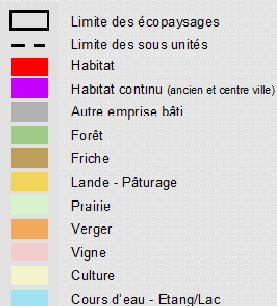 Limite des écopaysages
Limite des sous unités
Habitat
Habitat continu (ancien et centre ville)
Autre emprise bâti
Forêt
Friche
Lande - Pâturage
Prairie
Verger
Vigne
Culture
Cours d'eau - Etang/Lac